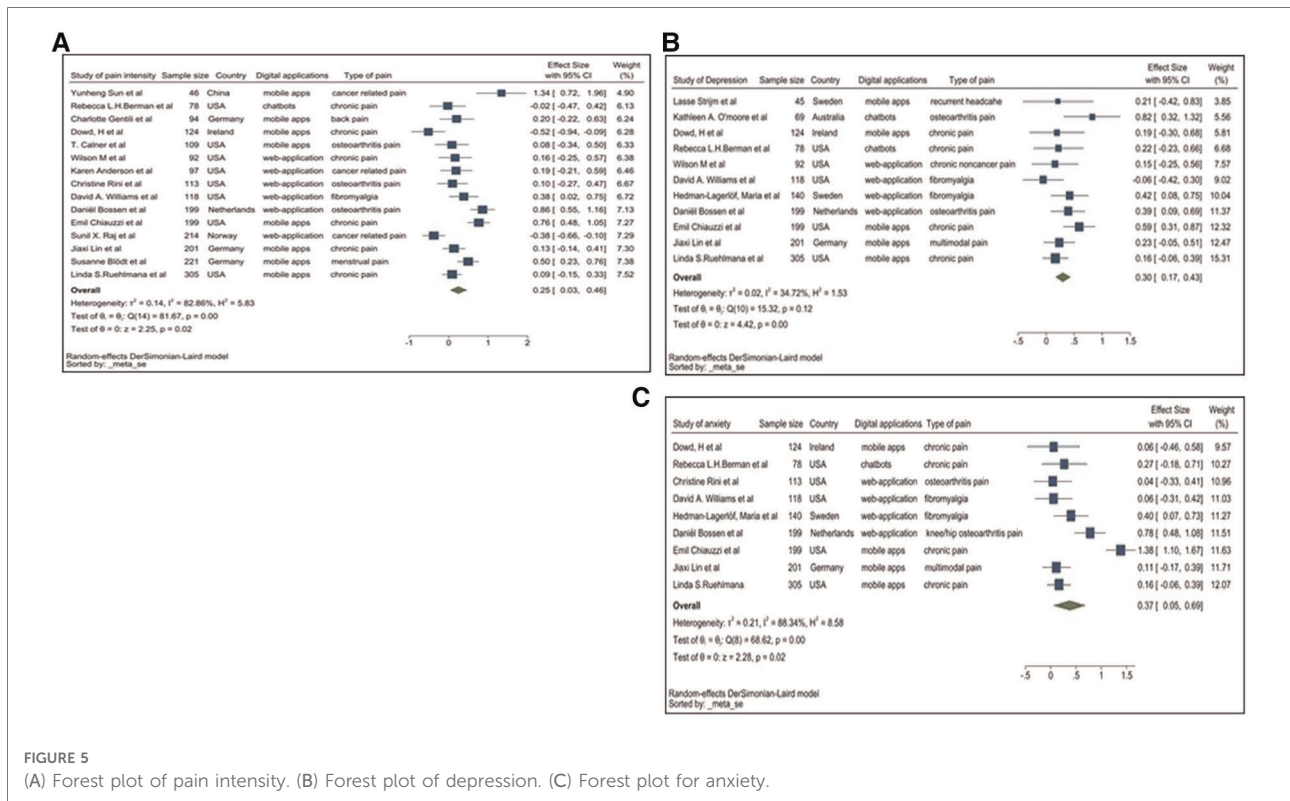 A
Study of pain intensity Sample size Country Digital applications Type of pain Effect Size with 95% CI Weight (%)
Yunheng Sun et al 46 China mobile apps cancer related pain 1.34 [ 0.72, 1.96] 4.90
Rebecca L.H.Berman et al 78 USA chatbots chronic pain -0.02 [ -0.47, 0.42] 6.13
Charlotte Gentili et al 94 Germany mobile apps back pain 0.20 [ -0.22, 0.63] 6.24
Dowd, H et al 124 Ireland mobile apps chronic pain -0.52 [ -0.94, -0.09] 6.28
T. Calner et al 109 USA mobile apps osteoarthritis pain 0.08 [ -0.34, 0.50] 6.33
Wilson M et al 92 USA web-application chronic pain 0.16 [ -0.25, 0.57] 6.38
Karen Anderson et al 97 USA web-application cancer related pain 0.19 [ -0.21, 0.59] 6.46
Christine Rini et al 113 USA web-application osteoarthritis pain 0.10 [ -0.27, 0.47] 6.67
David A. Williams et al 118 USA web-application fibromyalgia 0.38 [ 0.02, 0.75] 6.72
Daniël Bossen et al 199 Netherlands web-application osteoarthritis pain 0.86 [ 0.55, 1.16] 7.13
Emil Chiauzzi et al 199 USA mobile apps chronic pain 0.76 [ 0.48, 1.05] 7.27
Sunil X. Raj et al 214 Norway web-application cancer related pain -0.38 [ -0.66, -0.10] 7.29
Jiaxi Lin et al 201 Germany mobile apps chronic pain 0.13 [ -0.14, 0.41] 7.30
Susanne Blödt et al 221 Germany mobile apps menstrual pain 0.50 [ 0.23, 0.76] 7.38
Linda S.Ruehlmana et al 305 USA mobile apps chronic pain 0.09 [ -0.15, 0.33] 7.52
Overall 0.25 [ 0.03, 0.46]
Heterogeneity: τ² = 0.14, I² = 82.86%, H² = 5.83
Test of θᵢ = θⱼ: Q(14) = 81.67, p = 0.00
Test of θ = 0: z = 2.25, p = 0.02
-1 0 1 2
Random-effects DerSimonian-Laird model
Sorted by: _meta_se
B
Study of Depression Sample size Country Digital applications Type of pain Effect Size with 95% CI Weight (%)
Lasse Strijm et al 45 Sweden mobile apps recurrent headcahe 0.21 [ -0.42, 0.83] 3.85
Kathleen A. O'moore et al 69 Australia chatbots osteoarthritis pain 0.82 [ 0.32, 1.32] 5.56
Dowd, H et al 124 Ireland mobile apps chronic pain 0.19 [ -0.30, 0.68] 5.81
Rebecca L.H.Berman et al 78 USA chatbots chronic pain 0.22 [ -0.23, 0.66] 6.68
Wilson M et al 92 USA web-application chronic noncancer pain 0.15 [ -0.25, 0.56] 7.57
David A. Williams et al 118 USA web-application fibromyalgia -0.06 [ -0.42, 0.30] 9.02
Hedman-Lagerlöf, Maria et al 140 Sweden web-application fibromyalgia 0.42 [ 0.08, 0.75] 10.04
Daniël Bossen et al 199 Netherlands web-application osteoarthritis pain 0.39 [ 0.09, 0.69] 11.37
Emil Chiauzzi et al 199 USA mobile apps chronic pain 0.59 [ 0.31, 0.87] 12.32
Jiaxi Lin et al 201 Germany mobile apps multimodal pain 0.23 [ -0.05, 0.51] 12.47
Linda S.Ruehlmana et al 305 USA mobile apps chronic pain 0.16 [ -0.06, 0.39] 15.31
Overall 0.30 [ 0.17, 0.43]
Heterogeneity: τ² = 0.02, I² = 34.72%, H² = 1.53
Test of θᵢ = θⱼ: Q(10) = 15.32, p = 0.12
Test of θ = 0: z = 4.42, p = 0.00
-.5 0 .5 1 1.5
Random-effects DerSimonian-Laird model
Sorted by: _meta_se
C
Study of anxiety Sample size Country Digital applications Type of pain Effect Size with 95% CI Weight (%)
Dowd, H et al 124 Ireland mobile apps chronic pain 0.06 [ -0.46, 0.58] 9.57
Rebecca L.H.Berman et al 78 USA chatbots chronic pain 0.27 [ -0.18, 0.71] 10.27
Christine Rini et al 113 USA web-application osteoarthritis pain 0.04 [ -0.33, 0.41] 10.96
David A. Williams et al 118 USA web-application fibromyalgia 0.06 [ -0.31, 0.42] 11.03
Hedman-Lagerlöf, Maria et al 140 Sweden web-application fibromyalgia 0.40 [ 0.07, 0.73] 11.27
Daniël Bossen et al 199 Netherlands web-application knee/hip osteoarthritis pain 0.78 [ 0.48, 1.08] 11.51
Emil Chiauzzi et al 199 USA mobile apps chronic pain 1.38 [ 1.10, 1.67] 11.63
Jiaxi Lin et al 201 Germany mobile apps multimodal pain 0.11 [ -0.17, 0.39] 11.71
Linda S.Ruehlmana 305 USA mobile apps chronic pain 0.16 [ -0.06, 0.39] 12.07
Overall 0.37 [ 0.05, 0.69]
Heterogeneity: τ² = 0.21, I² = 88.34%, H² = 8.58
Test of θᵢ = θⱼ: Q(8) = 68.62, p = 0.00
Test of θ = 0: z = 2.28, p = 0.02
-.5 0 .5 1 1.5
Random-effects DerSimonian-Laird model
Sorted by: _meta_se
FIGURE 5
(A) Forest plot of pain intensity. (B) Forest plot of depression. (C) Forest plot for anxiety.